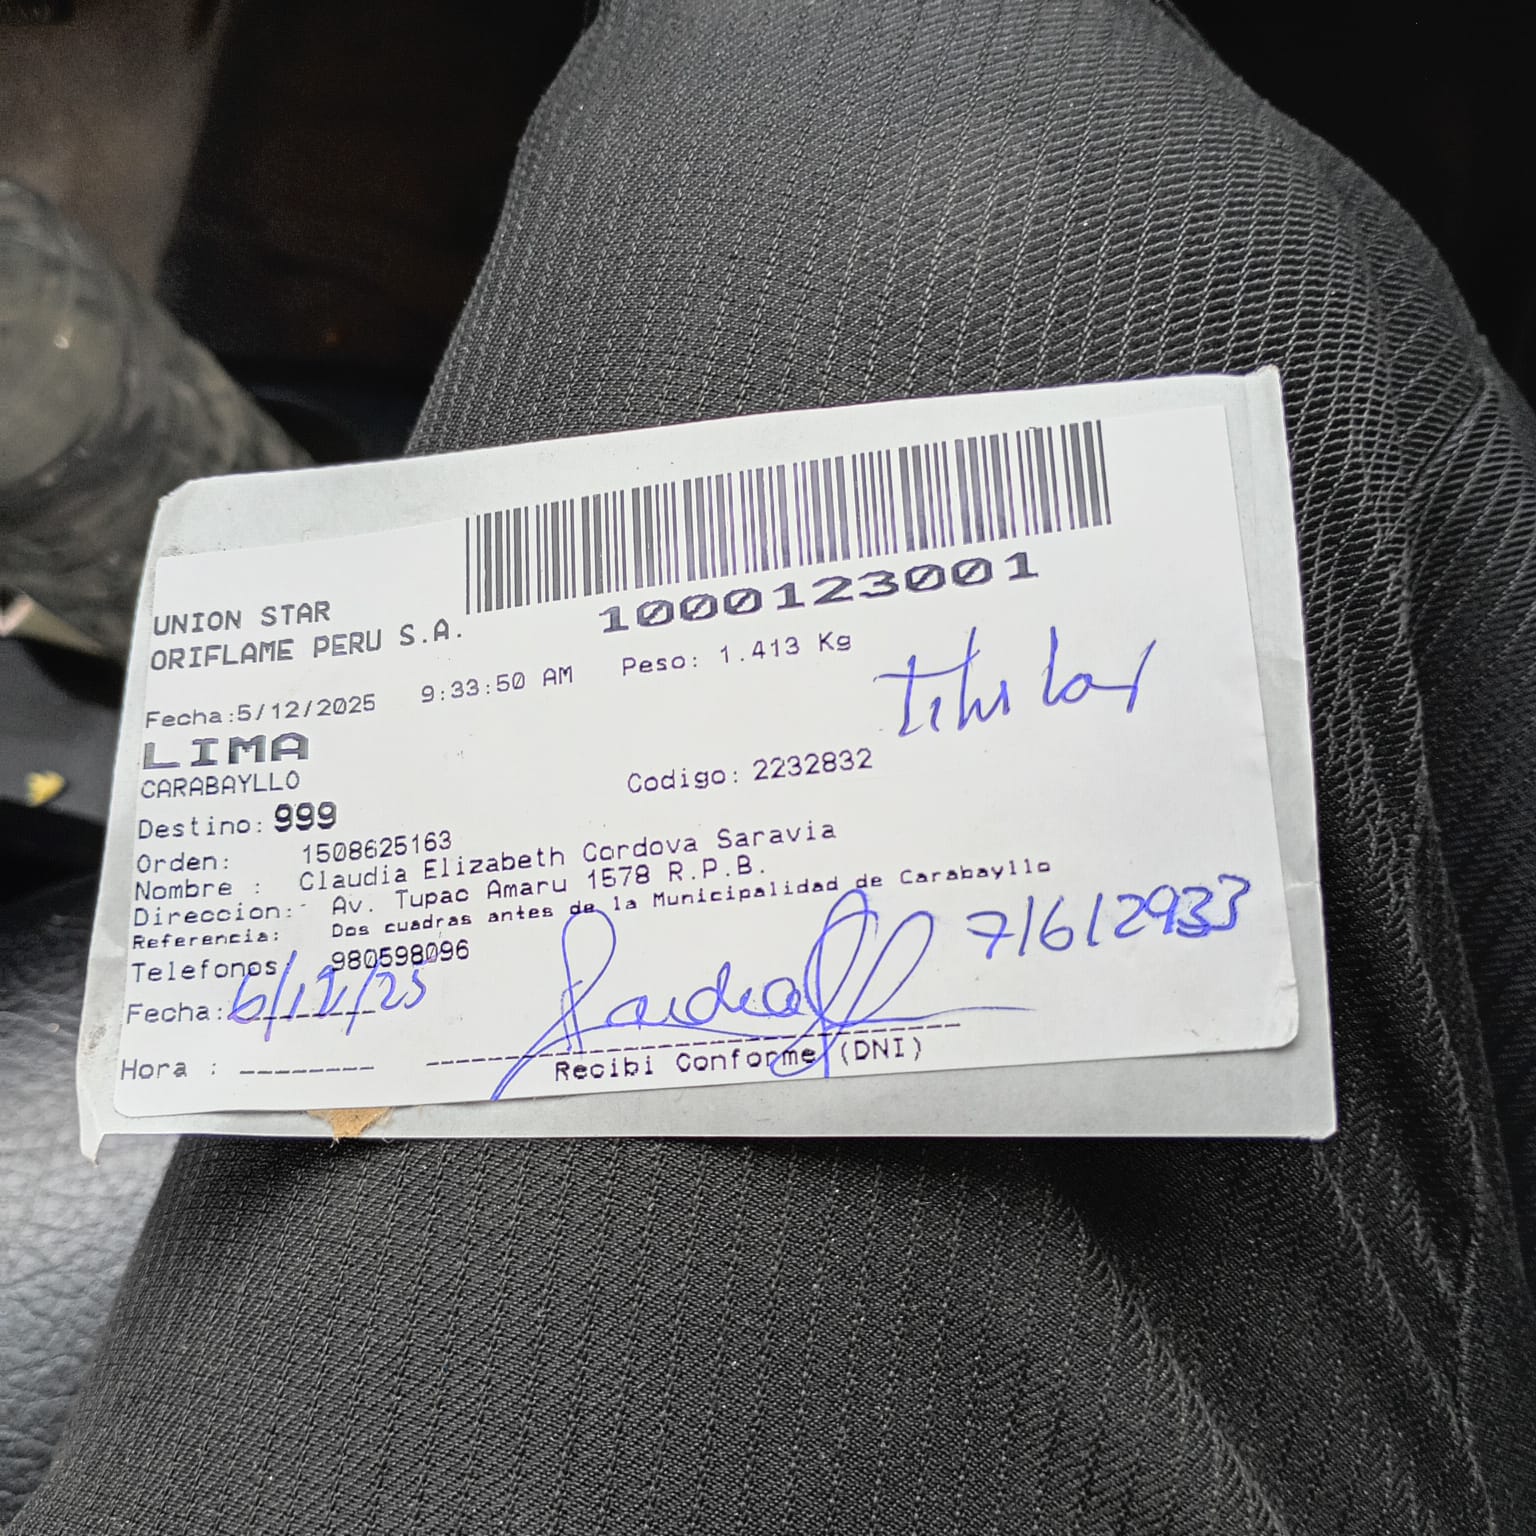 1000123001
UNION STAR
ORIFLAME PERU S.A.
Fecha:5/12/2025 9:33:50 AM Peso: 1.413 Kg
titular
LIMA
CARABAYLLO
Codigo: 2232832
Destino: 999
Orden: 1508625163
Nombre : Claudia Elizabeth Cordova Saravia
Direccion: Av. Tupac Amaru 1578 R.P.B.
Referencia: Dos cuadras antes de la Municipalidad de Carabayllo
Telefonos 980598096
Fecha: 6/12/25
Hora :
Recibi Conforme (DNI)